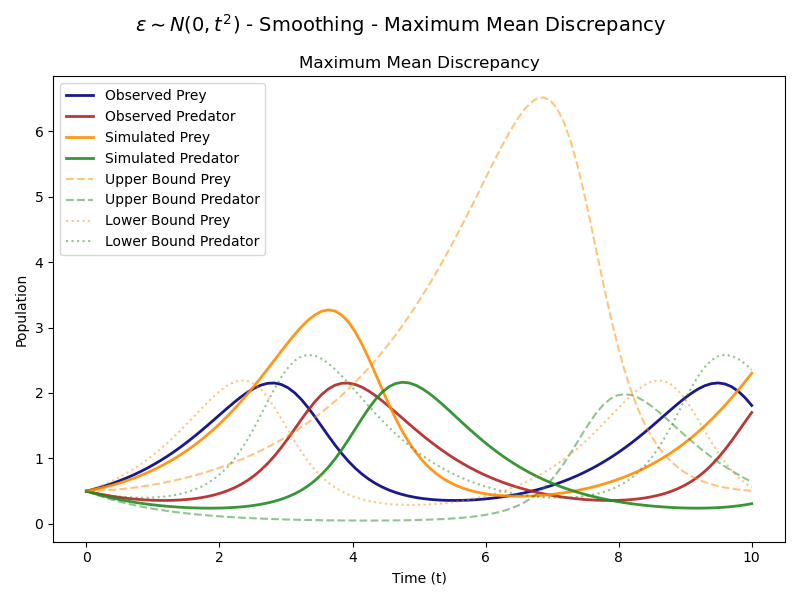 ε ~ N(0, t²) - Smoothing - Maximum Mean Discrepancy
Maximum Mean Discrepancy
Observed Prey
Observed Predator
Simulated Prey
Simulated Predator
Upper Bound Prey
Upper Bound Predator
Lower Bound Prey
Lower Bound Predator
Population
6
5
4
3
2
1
0
0
2
4
6
8
10
Time (t)